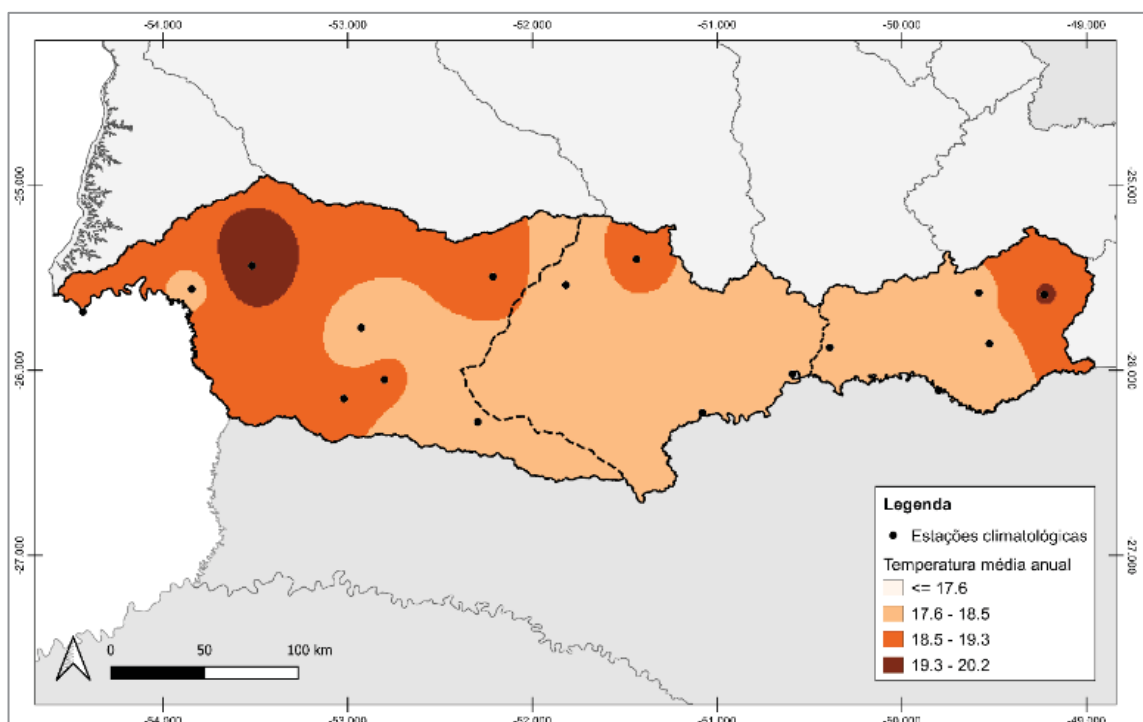 -54.000 -53.000 -52.000 -51.000 -50.000 -49.000
-25.000 -25.000
-26.000 -26.000
-27.000 -27.000
Legenda
Estações climatológicas
Temperatura média anual
<= 17.6
17.6 - 18.5
18.5 - 19.3
19.3 - 20.2
0 50 100 km
-54.000 -53.000 -52.000 -51.000 -50.000 -49.000